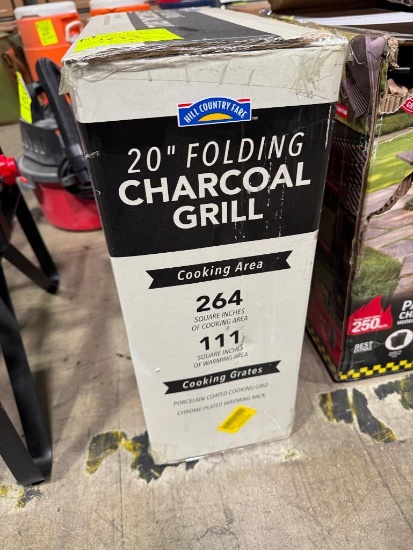 HILL COUNTRY FARE
20" FOLDING
CHARCOAL
GRILL
Cooking Area
264
SQUARE INCHES
OF COOKING AREA
111
SQUARE INCHES
OF WARMING AREA
Cooking Grates
PORCELAIN COATED COOKING GRID
CHROME PLATED WARMING RACK
250
BEST